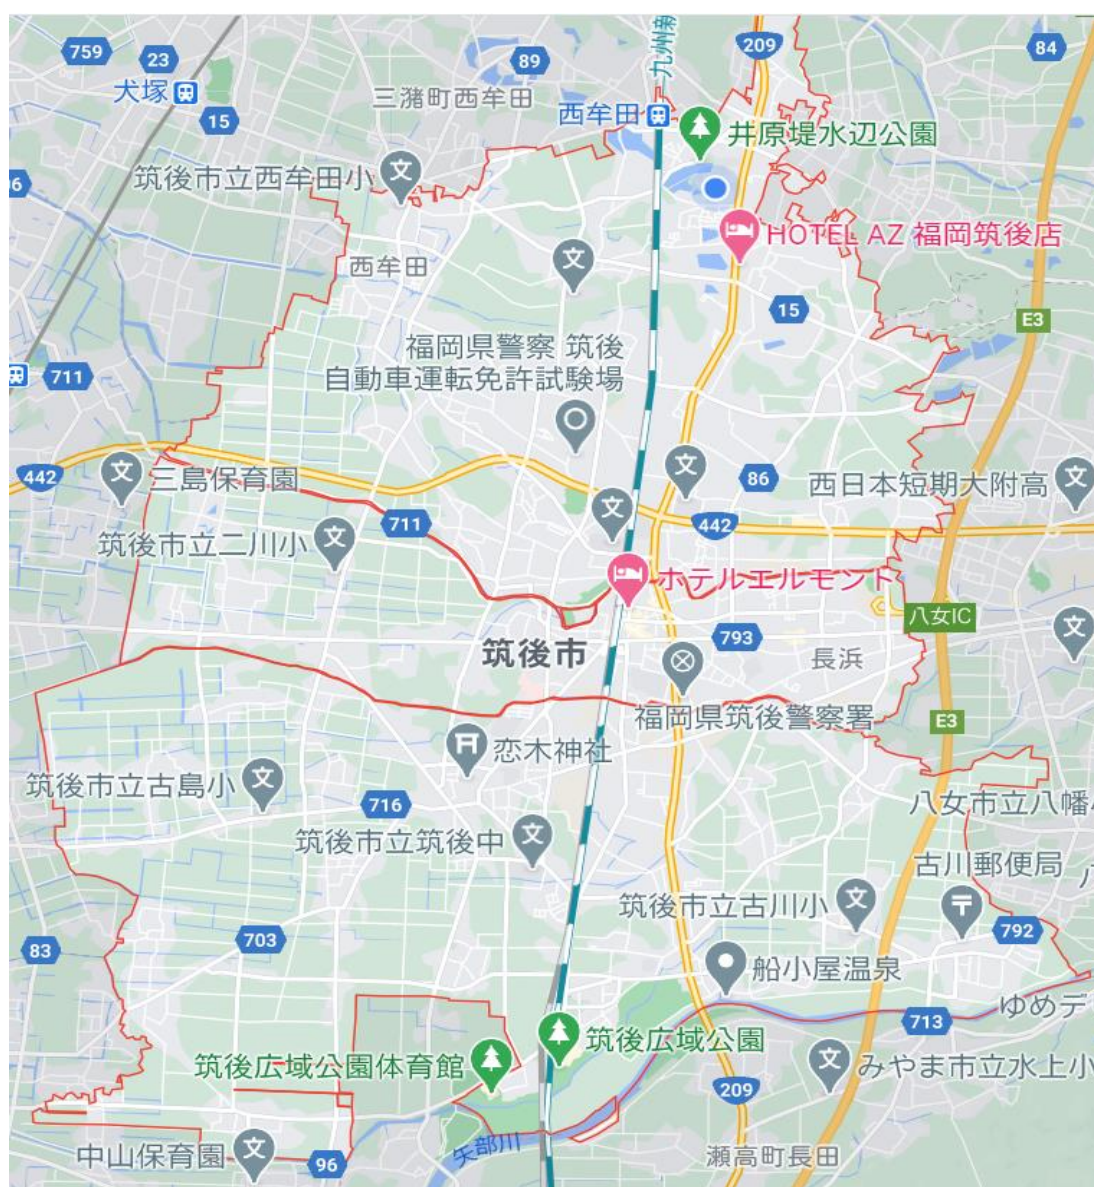 759
23
犬塚
15
89
三潴町西牟田
西牟田
九州新
209
84
井原堤水辺公園
筑後市立西牟田小
HOTEL AZ 福岡筑後店
西牟田
15
E3
福岡県警察 筑後
自動車運転免許試験場
711
442
三島保育園
86
西日本短期大附高
711
442
筑後市立二川小
ホテルエルモント
八女IC
793
筑後市
長浜
福岡県筑後警察署
E3
恋木神社
筑後市立古島小
716
八女市立八幡
筑後市立筑後中
古川郵便局
筑後市立古川小
83
703
792
船小屋温泉
ゆめデ
713
筑後広域公園
筑後広域公園体育館
みやま市立水上小
209
中山保育園
96
矢部川
瀬高町長田